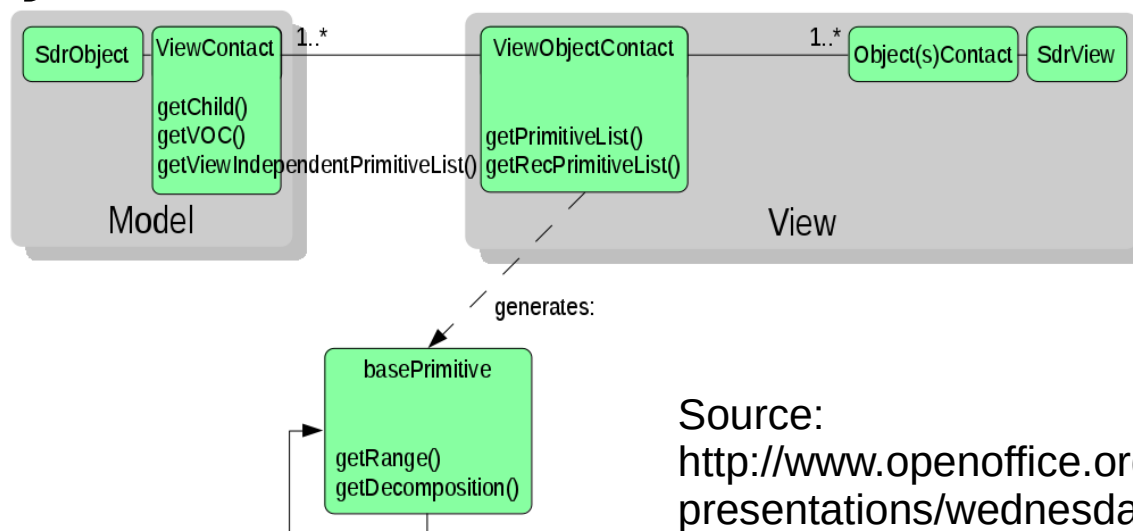 SdrObject
ViewContact
1..*
getChild()
getVOC()
getViewIndependentPrimitiveList()
Model
ViewObjectContact
1..*
getPrimitiveList()
getRecPrimitiveList()
Object(s)Contact
SdrView
View
generates:
basePrimitive
getRange()
getDecomposition()
Source:
http://www.openoffice.or
presentations/wednesda